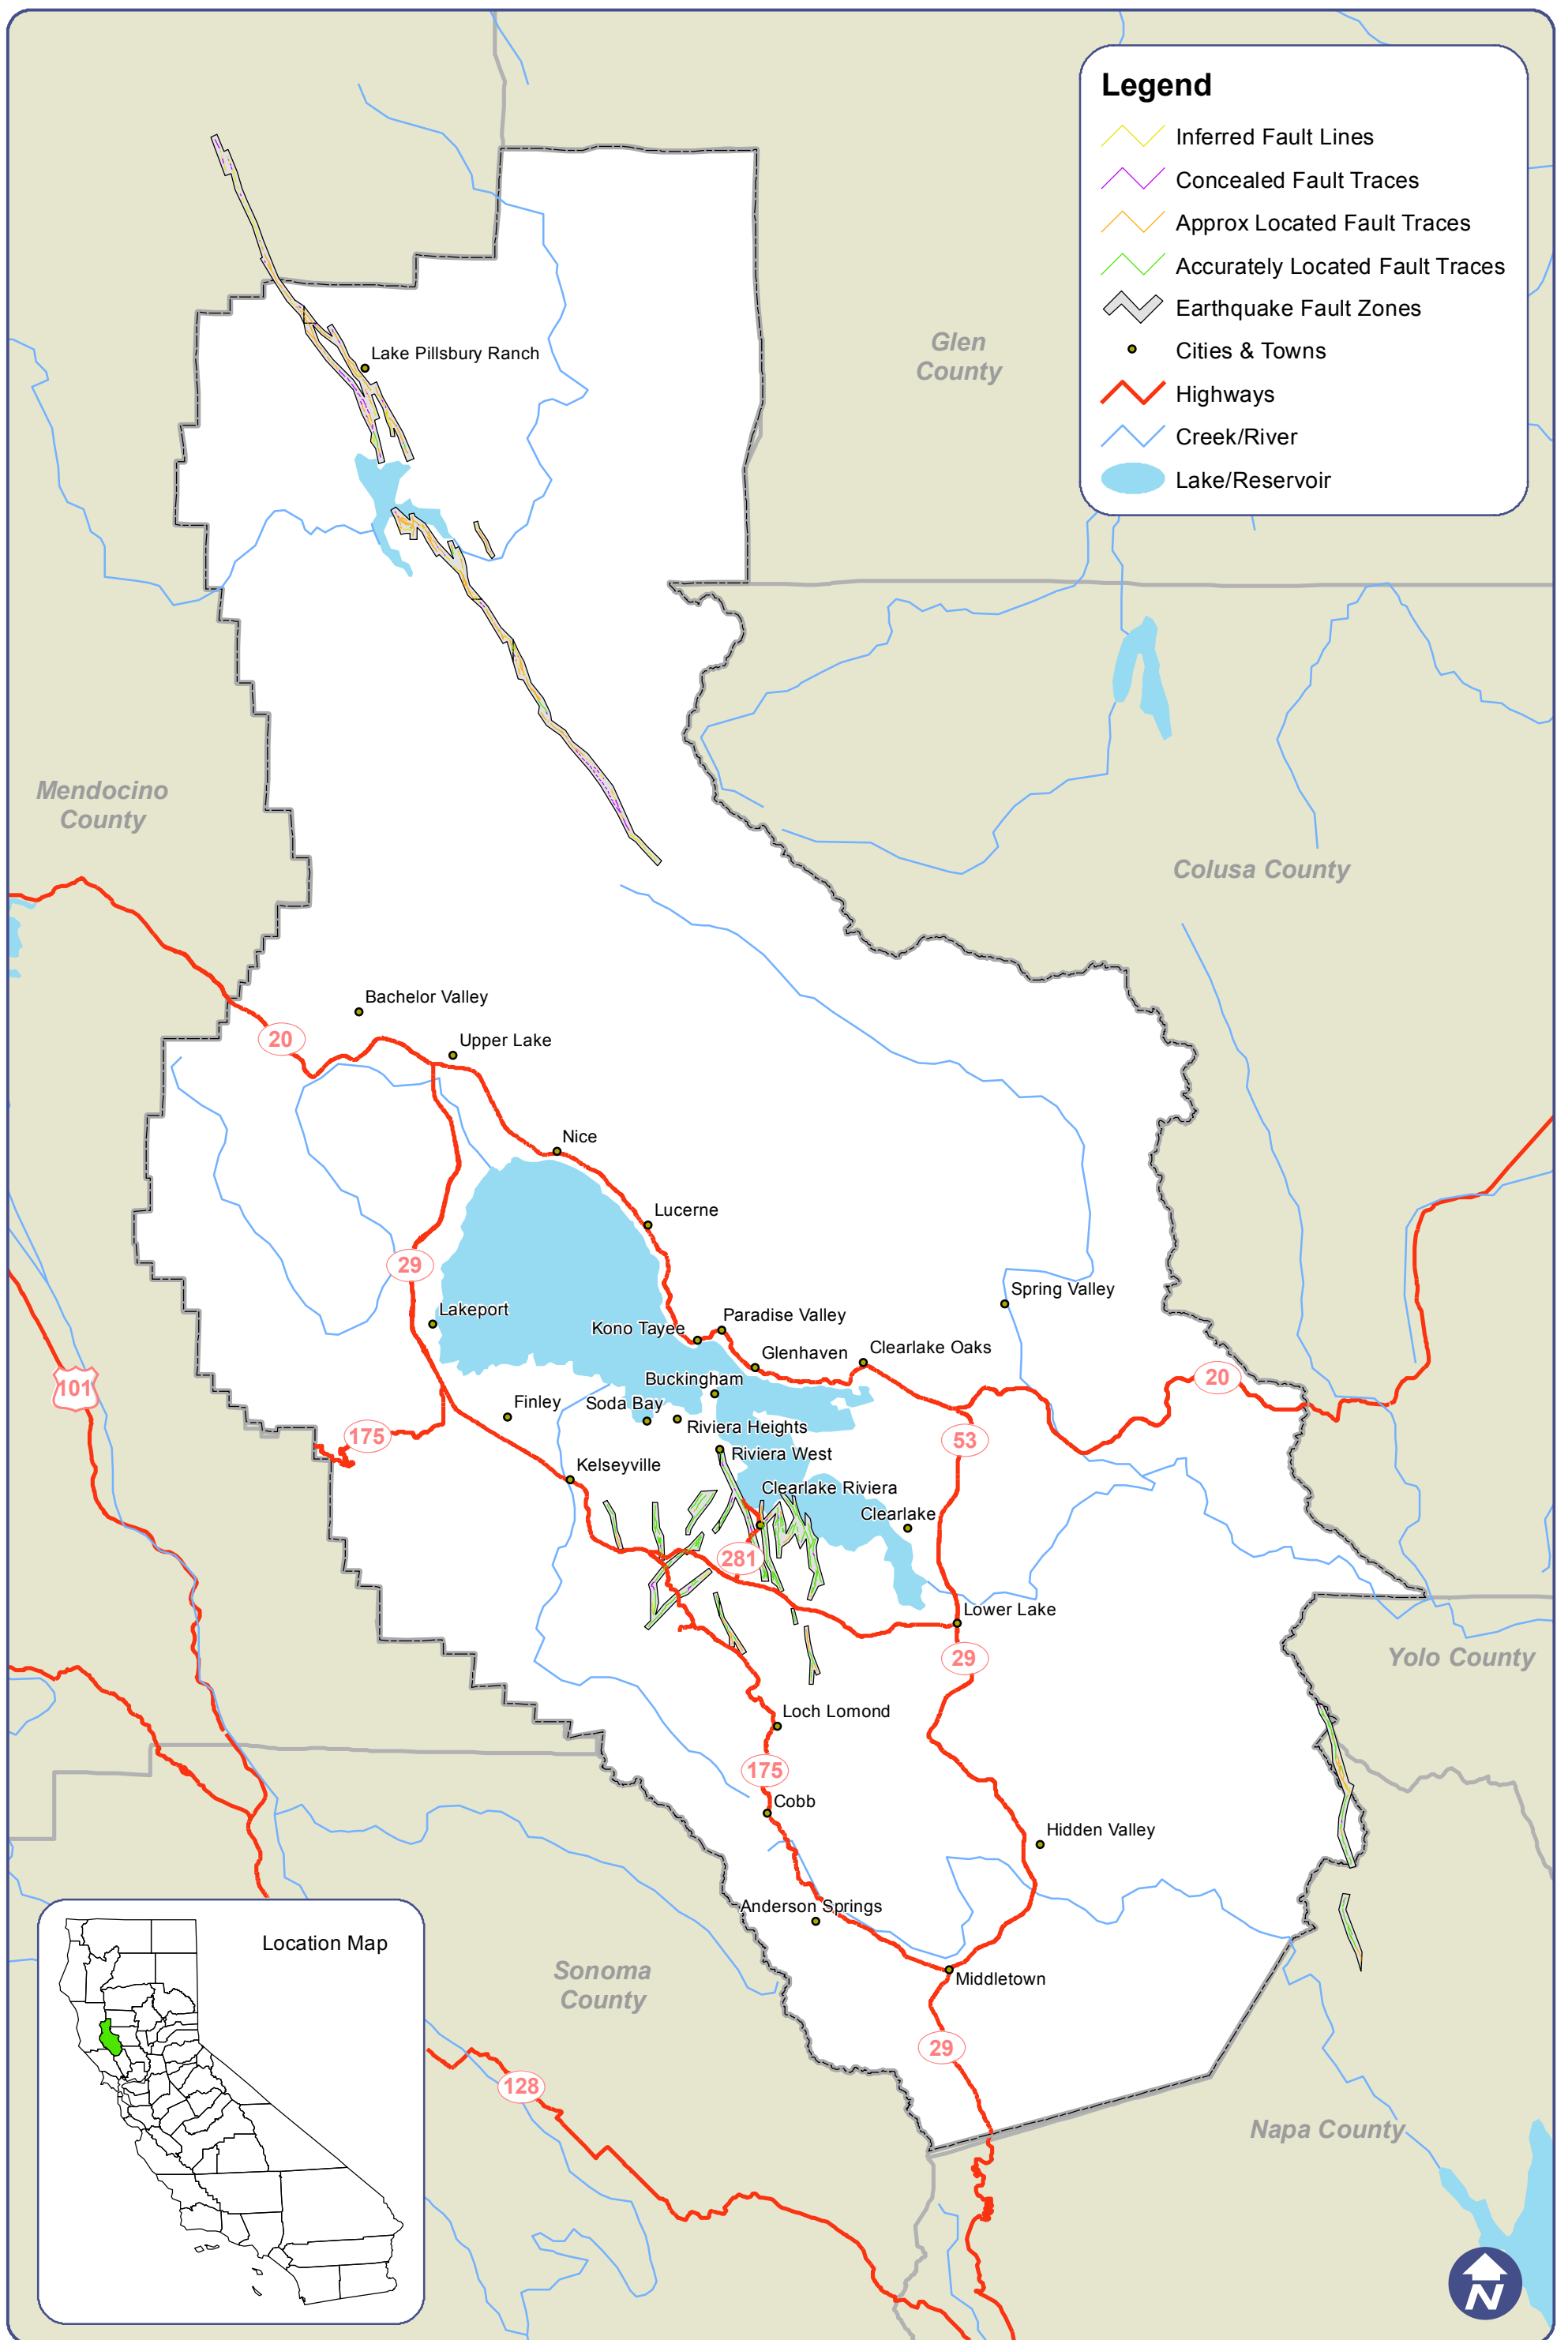 Legend
Inferred Fault Lines
Concealed Fault Traces
Approx Located Fault Traces
Accurately Located Fault Traces
Earthquake Fault Zones
Cities & Towns
Highways
Creek/River
Lake/Reservoir
Glen
County
Lake Pillsbury Ranch
Mendocino
County
Colusa County
Bachelor Valley
20
Upper Lake
Nice
Lucerne
29
Spring Valley
Lakeport
Paradise Valley
Kono Tayee
Glenhaven
Clearlake Oaks
Buckingham
20
101
Finley
Soda Bay
Riviera Heights
175
53
Riviera West
Kelseyville
Clearlake Riviera
Clearlake
281
Lower Lake
29
Yolo County
Loch Lomond
175
Cobb
Hidden Valley
Anderson Springs
Location Map
Sonoma
County
Middletown
29
128
Napa County
N